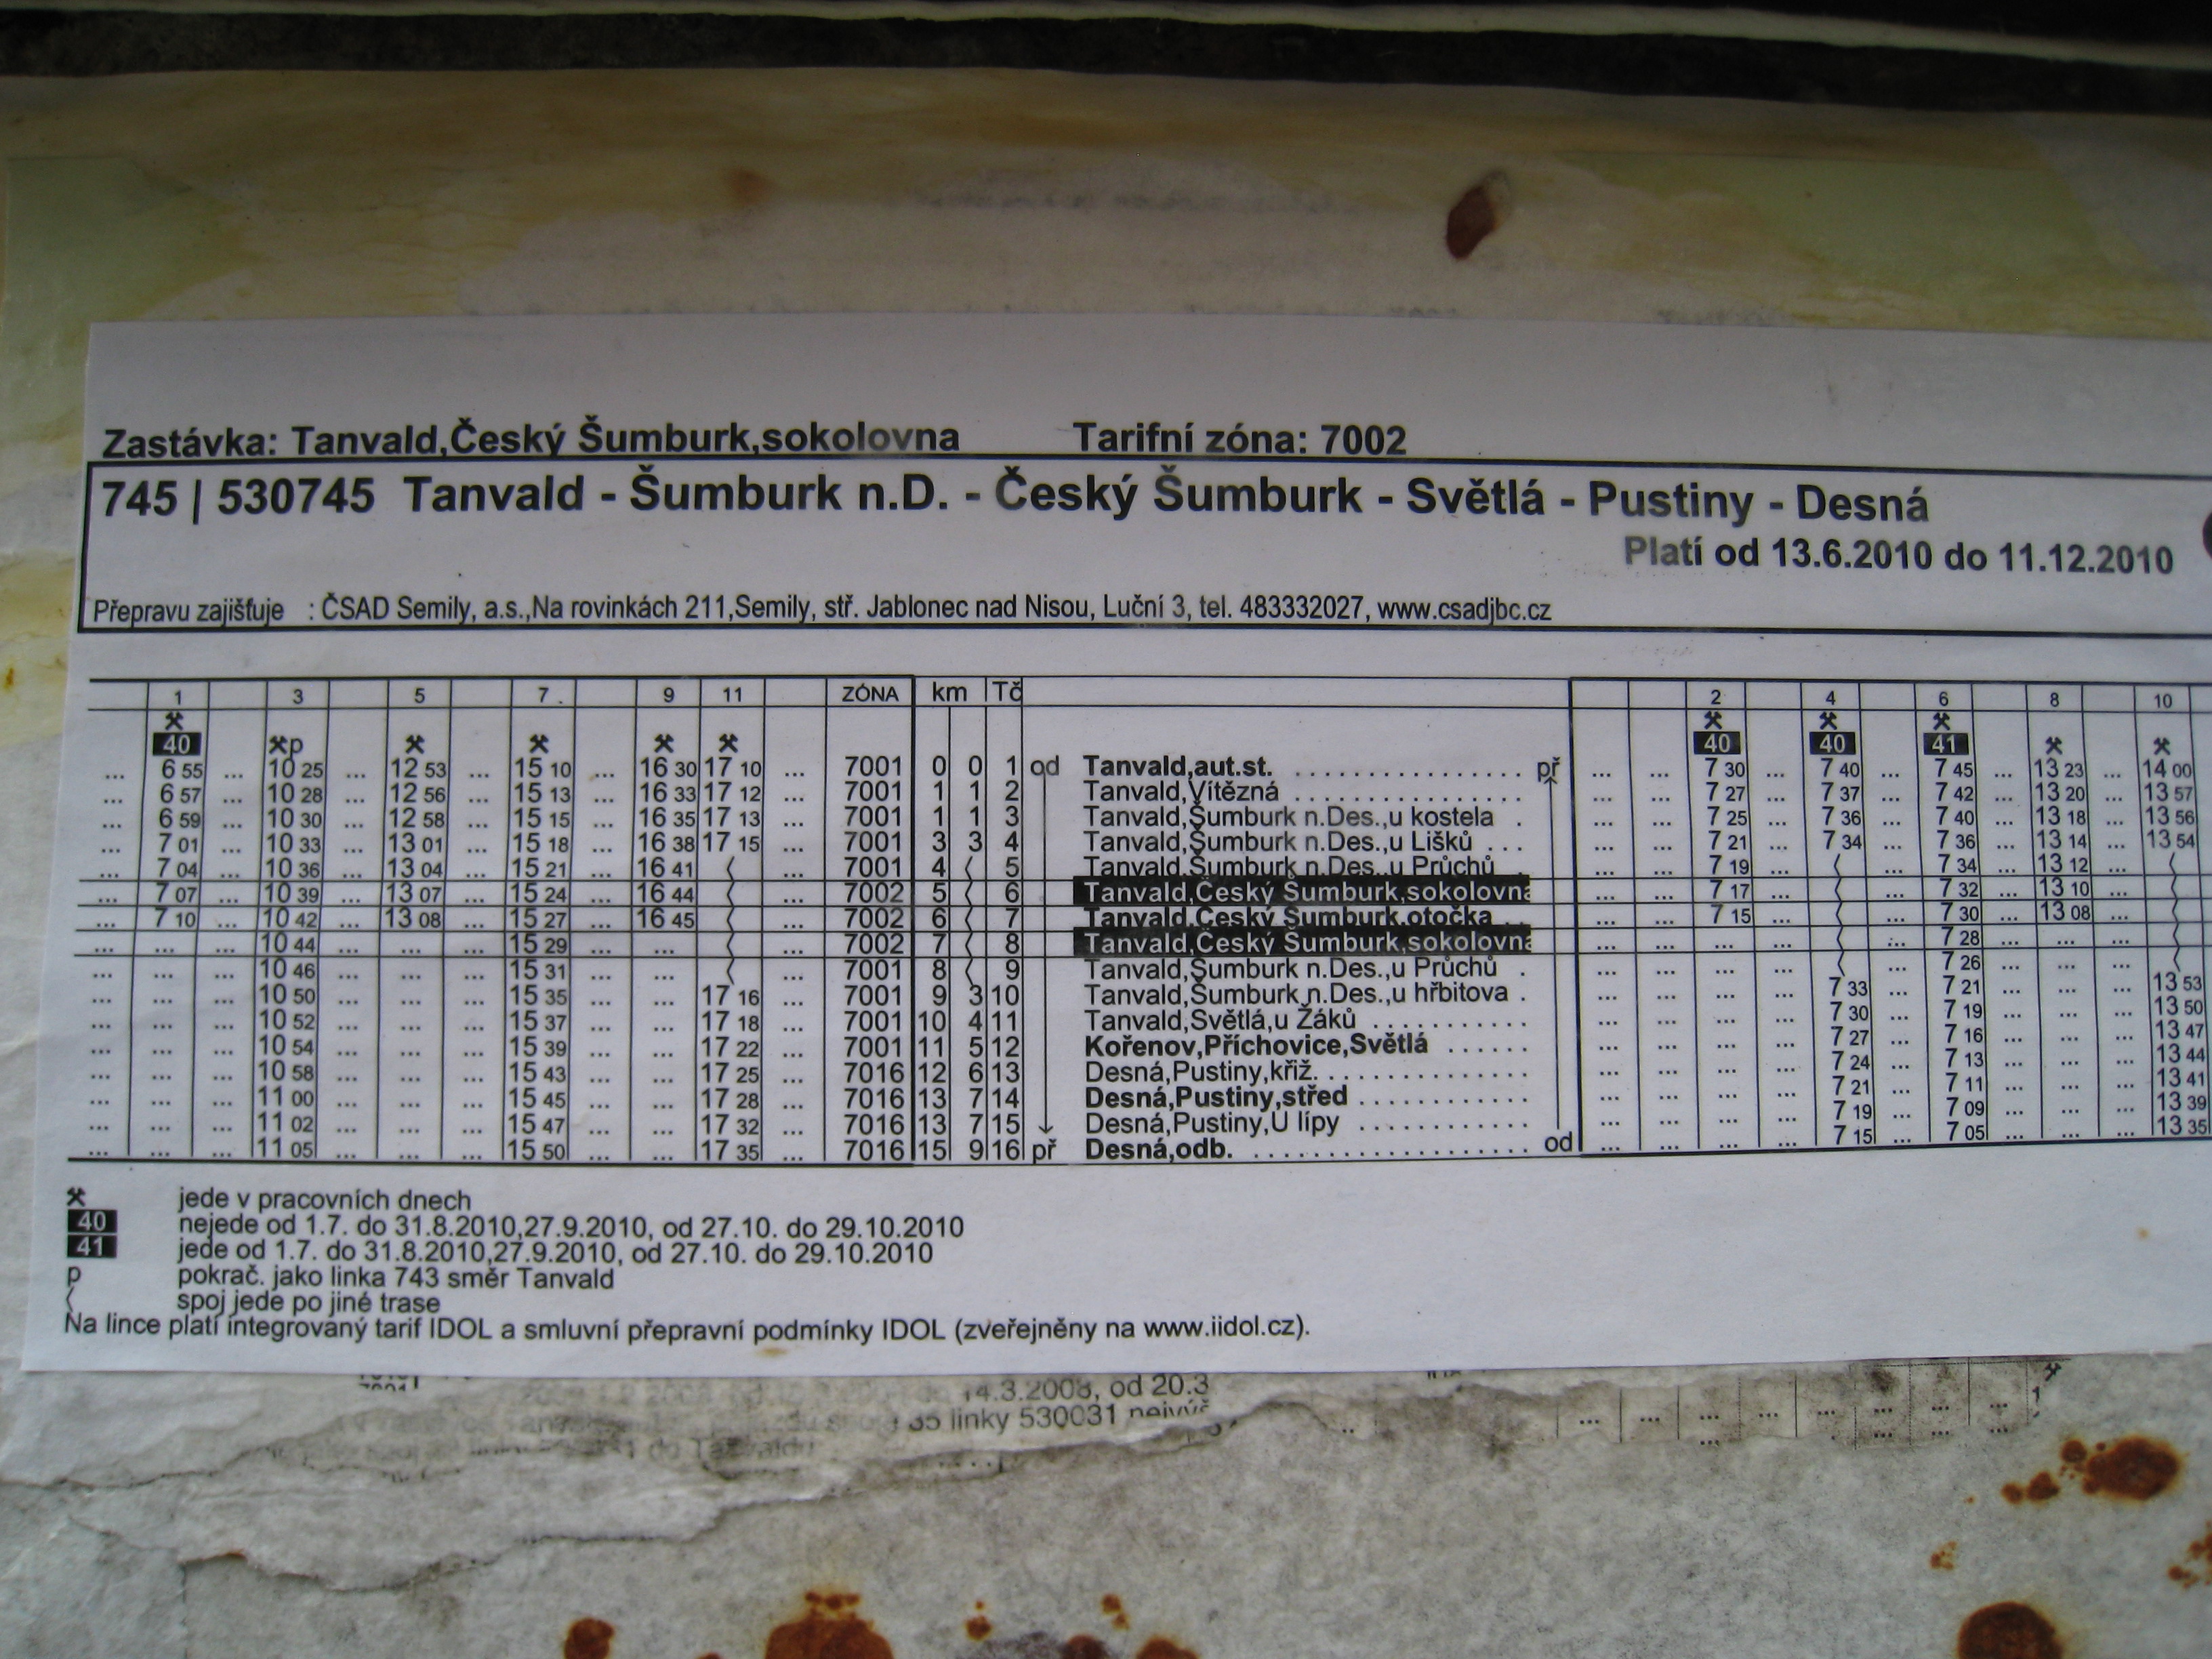 Zastávka: Tanvald,Český Šumburk,sokolovna Tarifní zóna: 7002
745 | 530745 Tanvald - Šumburk n.D. - Český Šumburk - Světlá - Pustiny - Desná
Platí od 13.6.2010 do 11.12.2010
Přepravu zajišťuje : ČSAD Semily, a.s.,Na rovinkách 211,Semily, stř. Jablonec nad Nisou, Luční 3, tel. 483332027, www.csadjbc.cz
1 3 5 7 . 9 11 ZÓNA km Tč 2 4 6 8 10
⚒ ⚒ ⚒ ⚒
40 ⚒p ⚒ ⚒ ⚒ ⚒ 40 40 41 ⚒ ⚒
... 6 55 ... 10 25 ... 12 53 ... 15 10 ... 16 30 17 10 ... 7001 0 0 1 od Tanvald,aut.st. ................ př ... ... 7 30 ... 7 40 ... 7 45 ... 13 23 ... 14 00
... 6 57 ... 10 28 ... 12 56 ... 15 13 ... 16 33 17 12 ... 7001 1 1 2 Tanvald,Vítězná ................ ... ... 7 27 ... 7 37 ... 7 42 ... 13 20 ... 13 57
... 6 59 ... 10 30 ... 12 58 ... 15 15 ... 16 35 17 13 ... 7001 1 1 3 Tanvald,Šumburk n.Des.,u kostela . ... ... 7 25 ... 7 36 ... 7 40 ... 13 18 ... 13 56
... 7 01 ... 10 33 ... 13 01 ... 15 18 ... 16 38 17 15 ... 7001 3 3 4 Tanvald,Šumburk n.Des.,u Lišků ... ... ... 7 21 ... 7 34 ... 7 36 ... 13 14 ... 13 54
... 7 04 ... 10 36 ... 13 04 ... 15 21 ... 16 41 ⟨ ... 7001 4 ⟨ 5 Tanvald,Šumburk n.Des.,u Průchů . ... ... 7 19 ... ⟨ ... 7 34 ... 13 12 ... ⟨
... 7 07 ... 10 39 ... 13 07 ... 15 24 ... 16 44 ⟨ ... 7002 5 ⟨ 6 Tanvald,Český Šumburk,sokolovna ... ... 7 17 ... ⟨ ... 7 32 ... 13 10 ... ⟨
... 7 10 ... 10 42 ... 13 08 ... 15 27 ... 16 45 ⟨ ... 7002 6 ⟨ 7 Tanvald,Český Šumburk,otočka .. ... ... 7 15 ... ⟨ ... 7 30 ... 13 08 ... ⟨
... ... ... 10 44 ... ... ... 15 29 ... ... ⟨ ... 7002 7 ⟨ 8 Tanvald,Český Šumburk,sokolovna ... ... ... ... ⟨ ... 7 28 ... ... ... ⟨
... ... ... 10 46 ... ... ... 15 31 ... ... ⟨ ... 7001 8 ⟨ 9 Tanvald,Šumburk n.Des.,u Průchů . ... ... ... ... ⟨ ... 7 26 ... ... ... ⟨
... ... ... 10 50 ... ... ... 15 35 ... ... 17 16 ... 7001 9 3 10 Tanvald,Šumburk n.Des.,u hřbitova . ... ... ... ... 7 33 ... 7 21 ... ... ... 13 53
... ... ... 10 52 ... ... ... 15 37 ... ... 17 18 ... 7001 10 4 11 Tanvald,Světlá,u Žáků ........... ... ... ... ... 7 30 ... 7 19 ... ... ... 13 50
... ... ... 10 54 ... ... ... 15 39 ... ... 17 22 ... 7001 11 5 12 Kořenov,Příchovice,Světlá ...... ... ... ... ... 7 27 ... 7 16 ... ... ... 13 47
... ... ... 10 58 ... ... ... 15 43 ... ... 17 25 ... 7016 12 6 13 Desná,Pustiny,křiž. ............. ... ... ... ... 7 24 ... 7 13 ... ... ... 13 44
... ... ... 11 00 ... ... ... 15 45 ... ... 17 28 ... 7016 13 7 14 Desná,Pustiny,střed ............ ... ... ... ... 7 21 ... 7 11 ... ... ... 13 41
... ... ... 11 02 ... ... ... 15 47 ... ... 17 32 ... 7016 13 7 15 Desná,Pustiny,U lípy ............ ... ... ... ... 7 19 ... 7 09 ... ... ... 13 39
... ... ... 11 05 ... ... ... 15 50 ... ... 17 35 ... 7016 15 9 16 př Desná,odb. .................... od ... ... ... ... 7 15 ... 7 05 ... ... ... 13 35
⚒ jede v pracovních dnech
40 nejede od 1.7. do 31.8.2010,27.9.2010, od 27.10. do 29.10.2010
41 jede od 1.7. do 31.8.2010,27.9.2010, od 27.10. do 29.10.2010
p pokrač. jako linka 743 směr Tanvald
⟨ spoj jede po jiné trase
Na lince platí integrovaný tarif IDOL a smluvní přepravní podmínky IDOL (zveřejněny na www.iidol.cz).
14.3.2008, od 20.3
35 linky 530031
do Tanvaldu